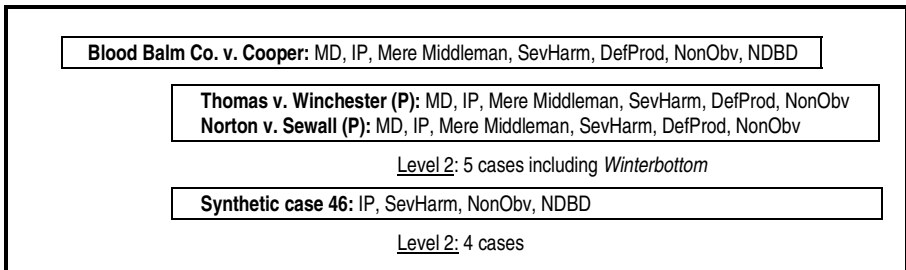 Blood Balm Co. v. Cooper: MD, IP, Mere Middleman, SevHarm, DefProd, NonObv, NDBD
Thomas v. Winchester (P): MD, IP, Mere Middleman, SevHarm, DefProd, NonObv
Norton v. Sewall (P): MD, IP, Mere Middleman, SevHarm, DefProd, NonObv
Level 2: 5 cases including Winterbottom
Synthetic case 46: IP, SevHarm, NonObv, NDBD
Level 2: 4 cases